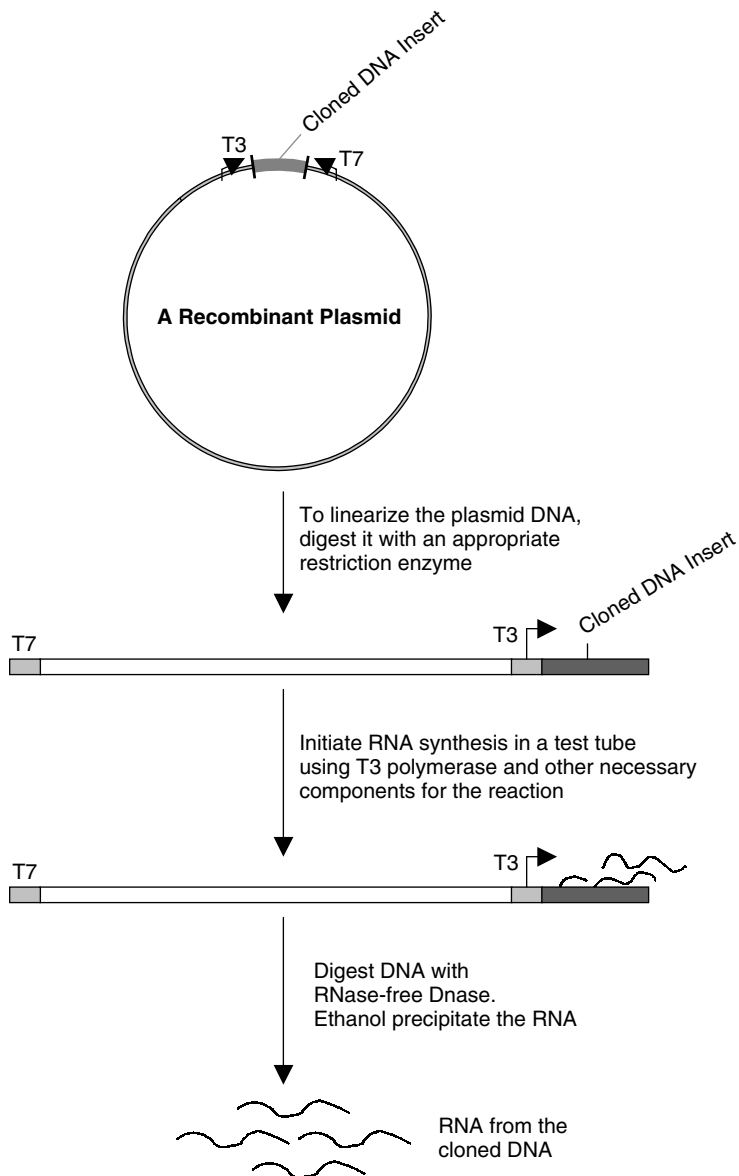 Cloned DNA Insert
T3
T7
A Recombinant Plasmid
To linearize the plasmid DNA,
digest it with an appropriate
restriction enzyme
Cloned DNA Insert
T7
T3
Initiate RNA synthesis in a test tube
using T3 polymerase and other necessary
components for the reaction
T7
T3
Digest DNA with
RNase-free Dnase.
Ethanol precipitate the RNA
RNA from the
cloned DNA